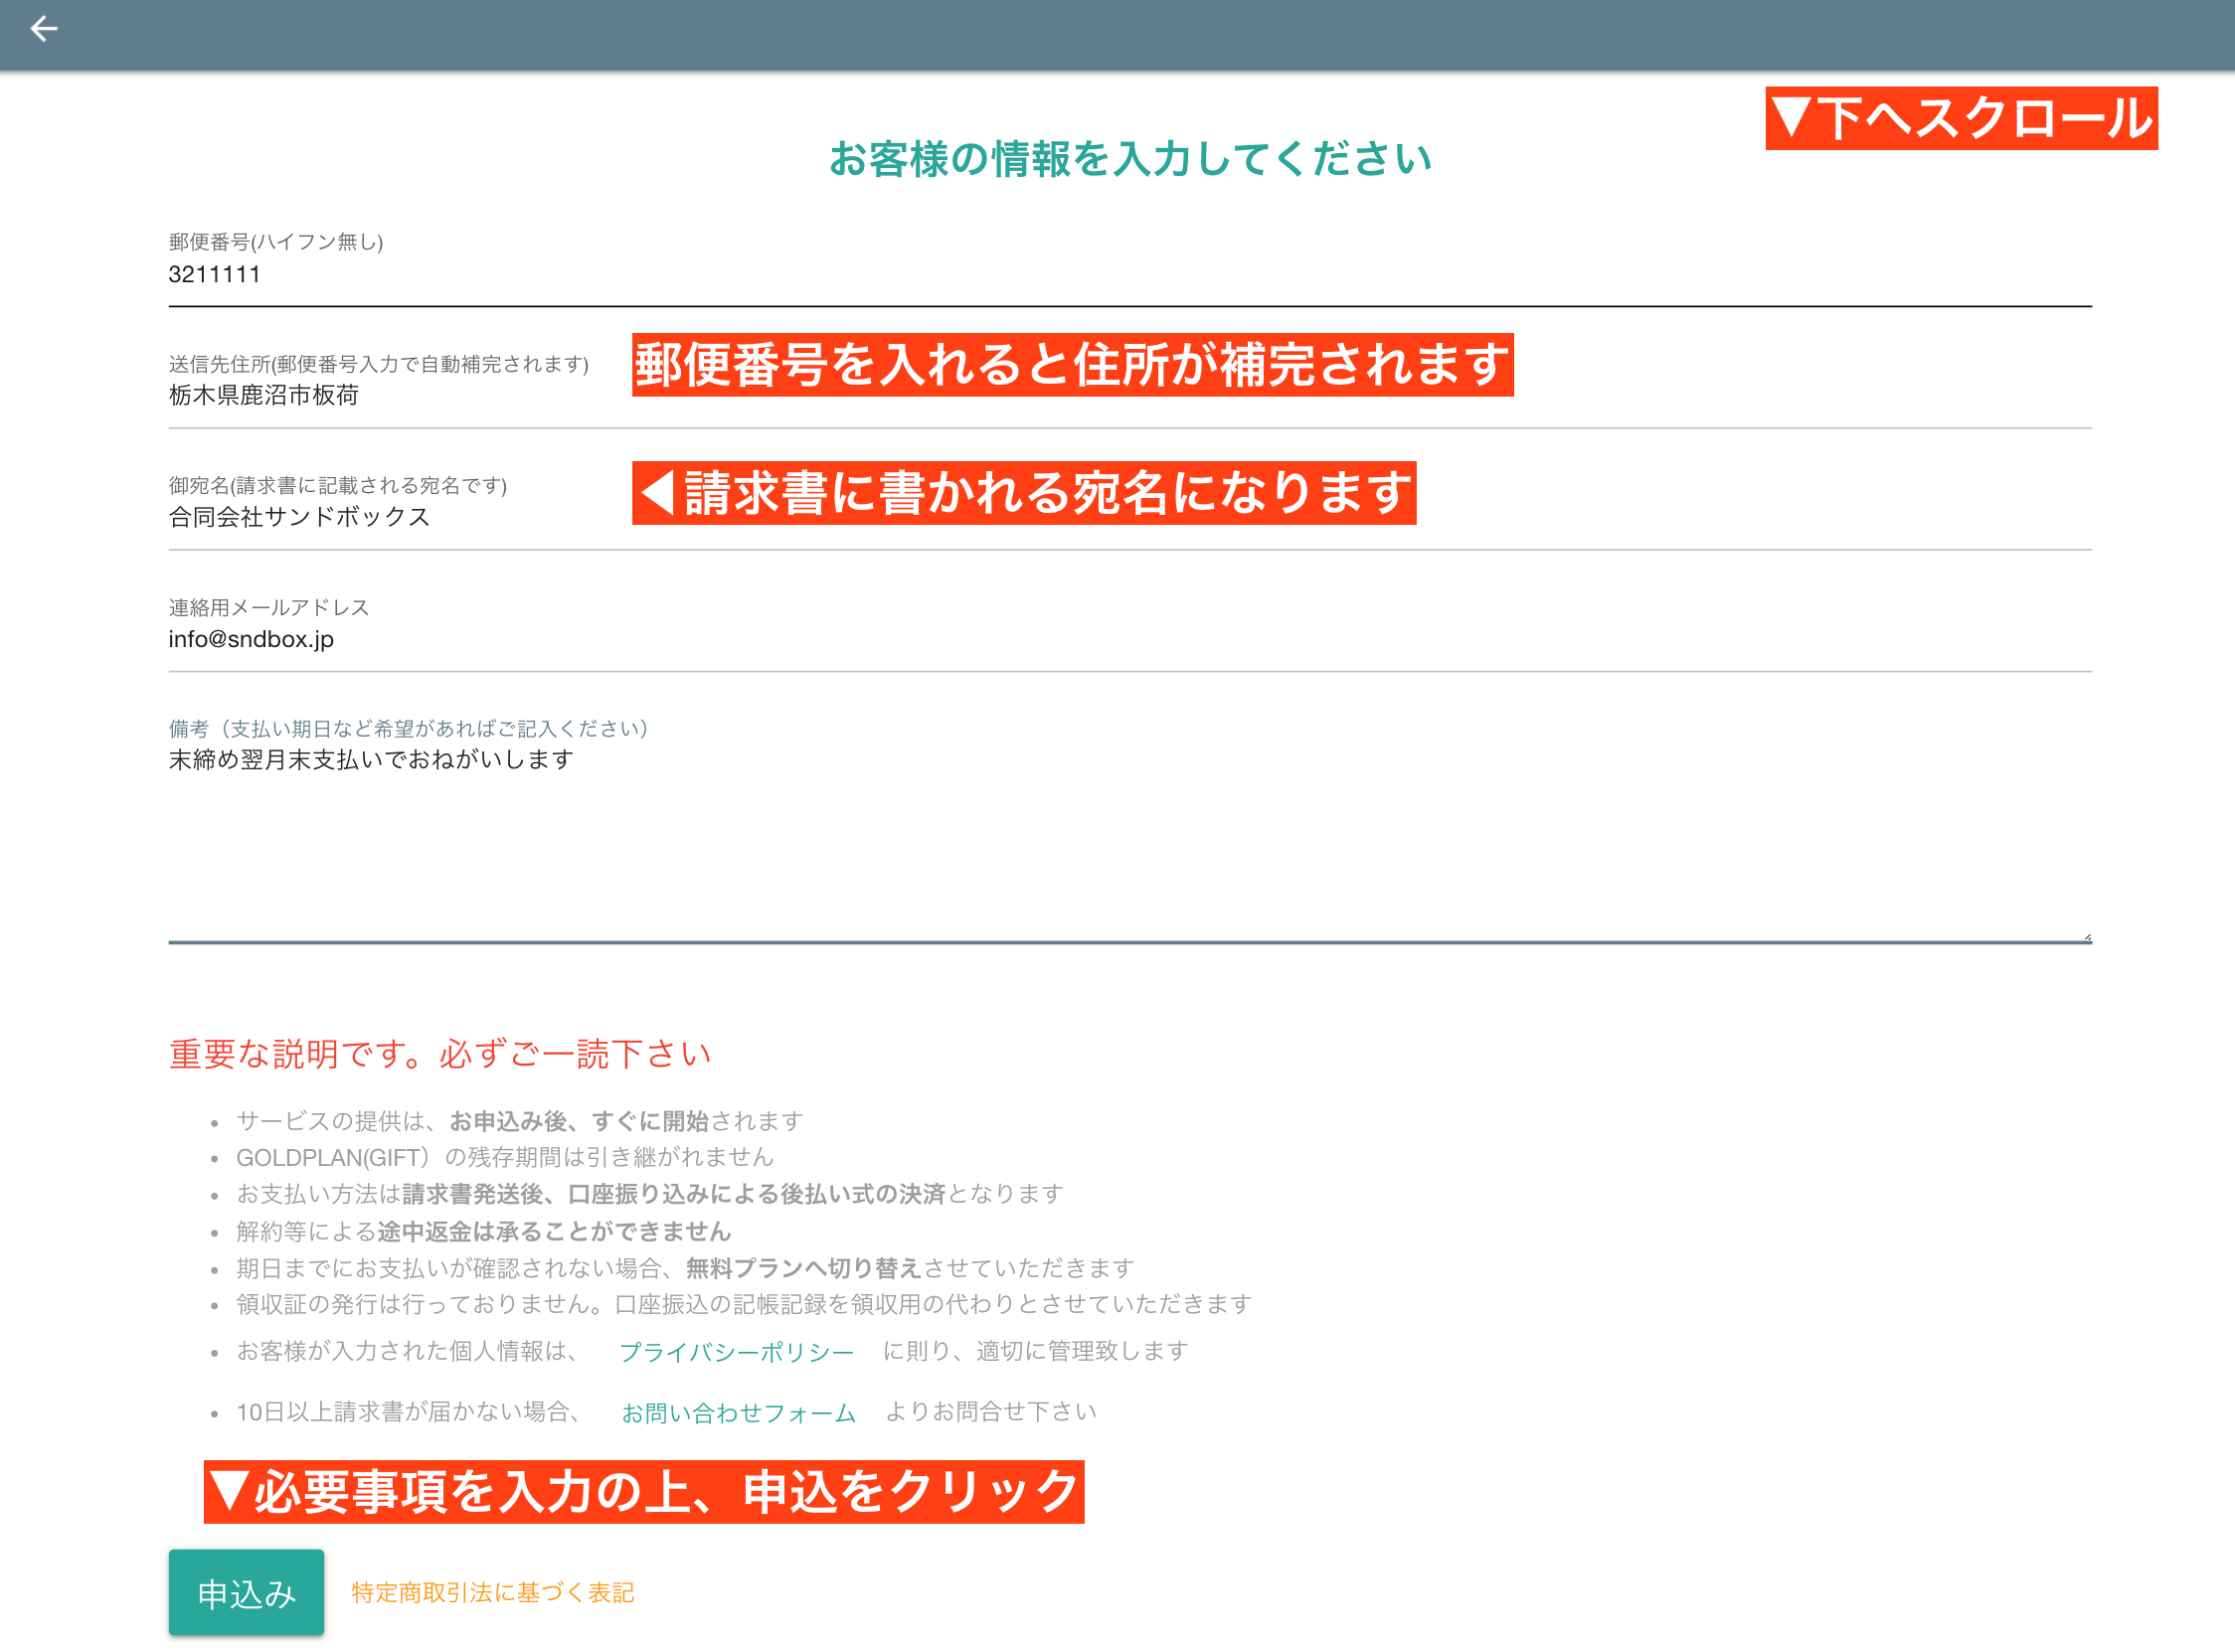 ▼下へスクロール
お客様の情報を入力してください
郵便番号(ハイフン無し)
3211111
送信先住所(郵便番号入力で自動補完されます)
郵便番号を入れると住所が補完されます
栃木県鹿沼市板荷
御宛名(請求書に記載される宛名です)
◀請求書に書かれる宛名になります
合同会社サンドボックス
連絡用メールアドレス
info@sndbox.jp
備考（支払い期日など希望があればご記入ください）
末締め翌月末支払いでおねがいします
重要な説明です。必ずご一読下さい
• サービスの提供は、お申込み後、すぐに開始されます
• GOLDPLAN(GIFT）の残存期間は引き継がれません
• お支払い方法は請求書発送後、口座振り込みによる後払い式の決済となります
• 解約等による途中返金は承ることができません
• 期日までにお支払いが確認されない場合、無料プランへ切り替えさせていただきます
• 領収証の発行は行っておりません。口座振込の記帳記録を領収用の代わりとさせていただきます
• お客様が入力された個人情報は、 プライバシーポリシー に則り、適切に管理致します
• 10日以上請求書が届かない場合、 お問い合わせフォーム よりお問合せ下さい
▼必要事項を入力の上、申込をクリック
申込み 特定商取引法に基づく表記